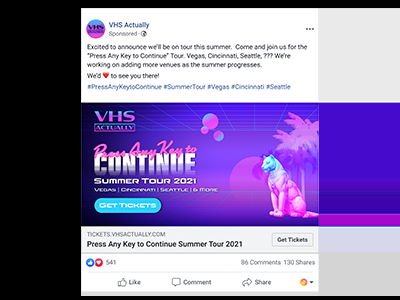 VHS Actually
Sponsored ·
Excited to announce we'll be on tour this summer. Come and join us for the
"Press Any Key to Continue" Tour. Vegas, Cincinnati, Seattle, ??? We're
working on adding more venues as the summer progresses.
We'd ❤️ to see you there!
#PressAnyKeytoContinue #SummerTour #Vegas #Cincinnati #Seattle
VHS
ACTUALLY
Press Any Key to
CONTINUE
SUMMER TOUR 2021
VEGAS | CINCINNATI | SEATTLE | & MORE
GET TICKETS
TICKETS.VHSACTUALLY.COM
Press Any Key to Continue Summer Tour 2021
Get Tickets
541
86 Comments 130 Shares
Like
Comment
Share